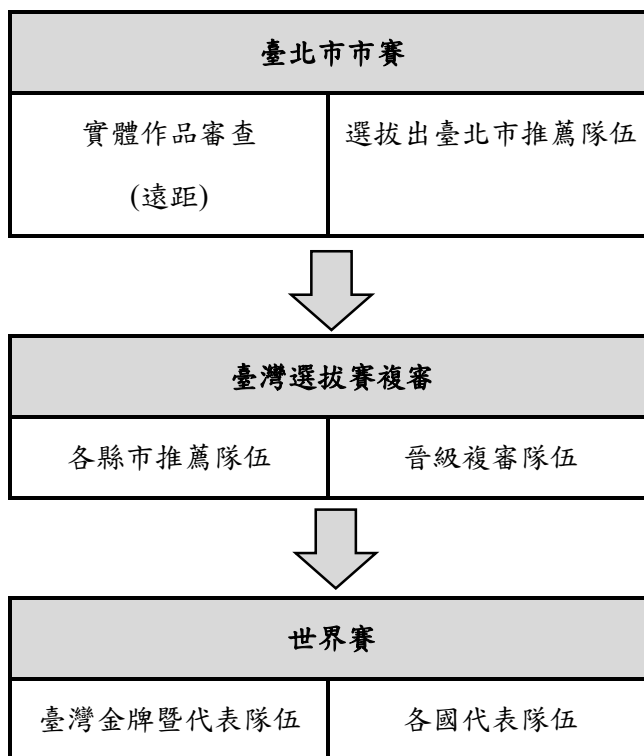 臺北市市賽
實體作品審查
(遠距)
選拔出臺北市推薦隊伍
臺灣選拔賽複審
各縣市推薦隊伍
晉級複審隊伍
世界賽
臺灣金牌暨代表隊伍
各國代表隊伍